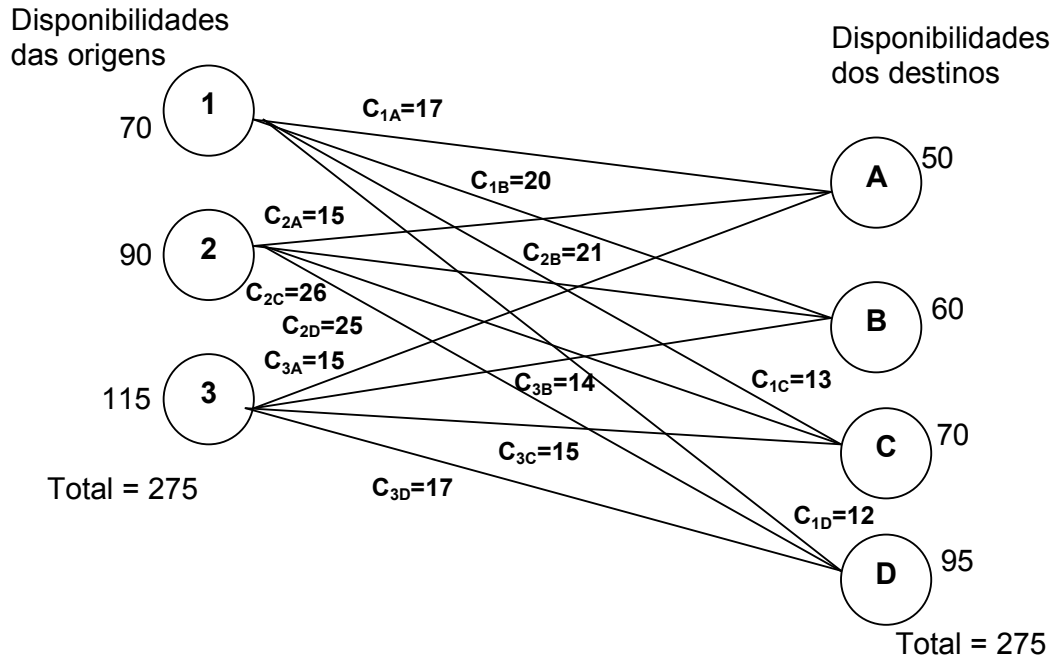 Disponibilidades
das origens
Disponibilidades
dos destinos
1
70
C1A=17
A
50
C1B=20
C2A=15
2
90
C2B=21
C2C=26
C2D=25
B
60
C3A=15
3
115
C3B=14
C1C=13
C
70
C3C=15
Total = 275
C3D=17
C1D=12
D
95
Total = 275